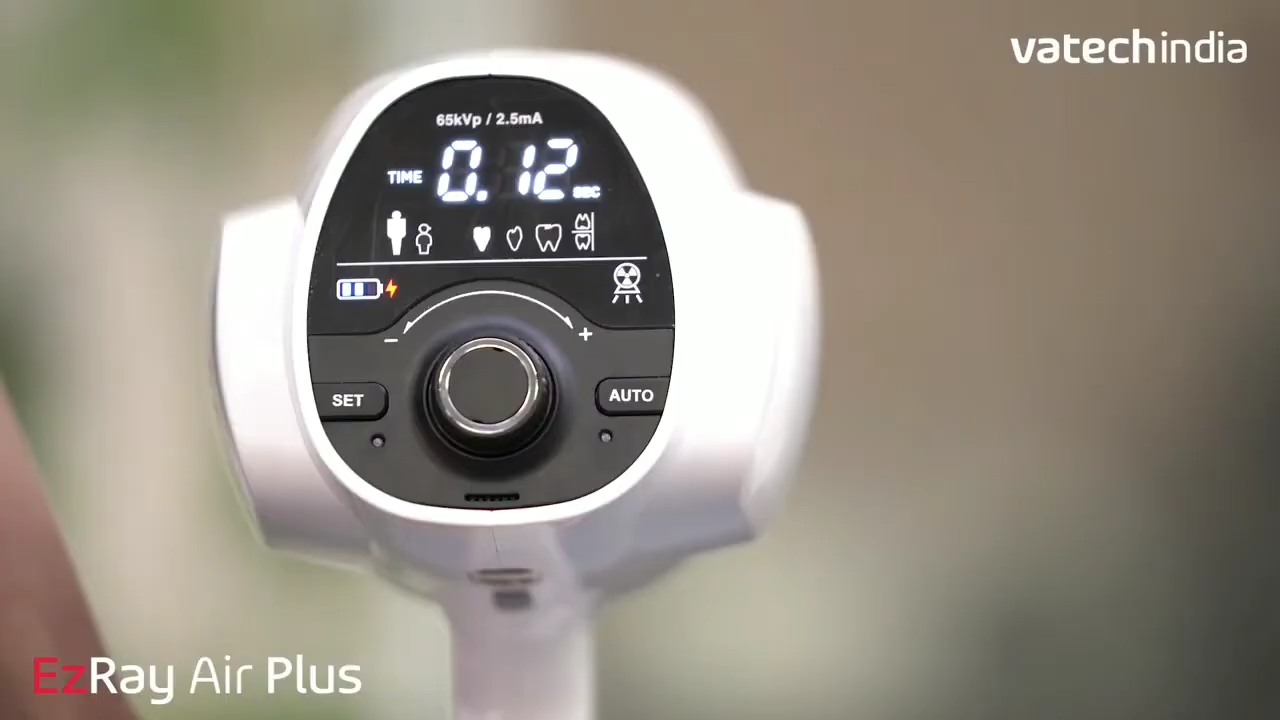 vatechindia
65kVp / 2.5mA
TIME 0.12 SEC
− +
SET
AUTO
EzRay Air Plus